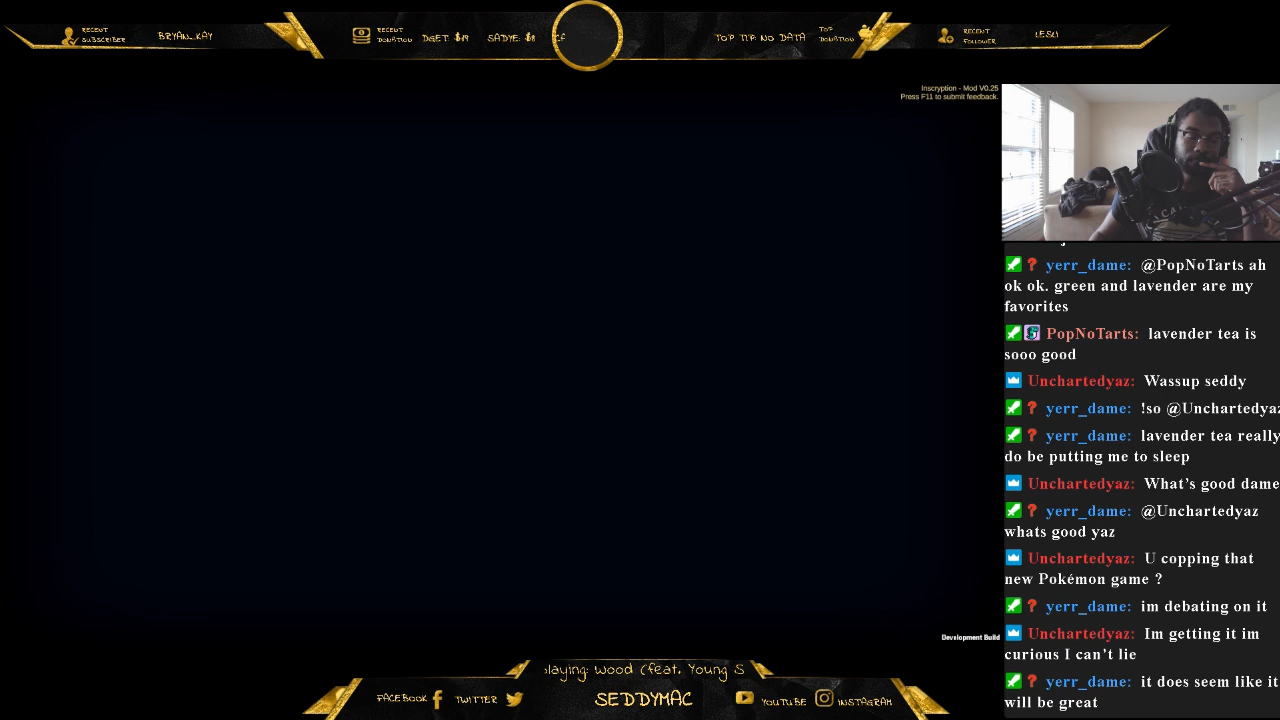 RECENT SUBSCRIBER
BRYAN_KAY
RECENT DONATION
DGET: $19 SADYE: $8
TOP TIP: NO DATA
TOP DONATION
RECENT FOLLOWER
LESLI
Inscryption - Mod V0.25
Press F11 to submit feedback.
yerr_dame: @PopNoTarts ah
ok ok. green and lavender are my
favorites
PopNoTarts: lavender tea is
sooo good
Unchartedyaz: Wassup seddy
yerr_dame: !so @Unchartedyaz
yerr_dame: lavender tea really
do be putting me to sleep
Unchartedyaz: What's good dame
yerr_dame: @Unchartedyaz
whats good yaz
Unchartedyaz: U copping that
new Pokémon game ?
yerr_dame: im debating on it
Unchartedyaz: Im getting it im
curious I can't lie
yerr_dame: it does seem like it
will be great
Development Build
laying: Wood (feat. Young S
FACEBOOK TWITTER SEDDYMAC YOUTUBE INSTAGRAM